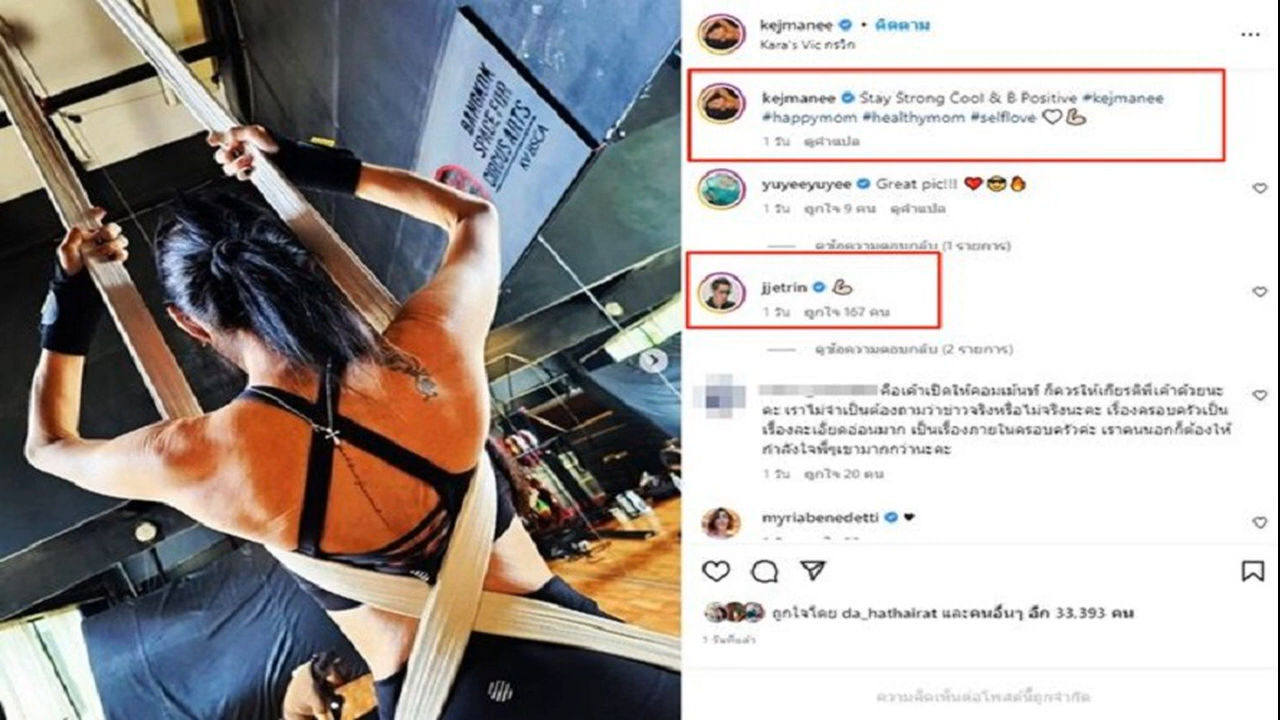 BANGKOK
SPACE FOR
CIRCUS ARTS
KV BSCA
kejmanee • ติดตาม
Kara's Vic กรวิก
kejmanee Stay Strong Cool & B Positive #kejmanee
#happymom #healthymom #selflove 🤍💪🏻
1 วัน ดูคำแปล
yuyeeyuyee Great pic!!! ❤️😎🔥
1 วัน ถูกใจ 9 คน ดูคำแปล
ดูข้อความตอบกลับ (1 รายการ)
jjetrin 💪🏻
1 วัน ถูกใจ 167 คน
ดูข้อความตอบกลับ (2 รายการ)
คือเค้าเปิดให้คอมเม้นท์ ก็ควรให้เกียรติพี่เค้าด้วยนะ
คะ เราไม่จำเป็นต้องถามว่าข่าวจริงหรือไม่จริงนะคะ เรื่องครอบครัวเป็น
เรื่องละเอียดอ่อนมาก เป็นเรื่องภายในครอบครัวค่ะ เราคนนอกก็ต้องให้
กำลังใจพี่ๆเขามากกว่านะคะ
1 วัน ถูกใจ 20 คน
myriabenedetti 🖤
ถูกใจโดย da_hathairat และคนอื่นๆ อีก 33,393 คน
1 วันที่แล้ว
ความคิดเห็นต่อโพสต์นี้ถูกจำกัด